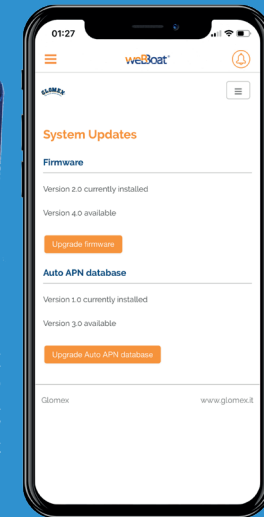 01:27
weBBoat®
GLOMEX
System Updates
Firmware
Version 2.0 currently installed
Version 4.0 available
Upgrade firmware
Auto APN database
Version 1.0 currently installed
Version 3.0 available
Upgrade Auto APN database
Glomex
www.glomex.it